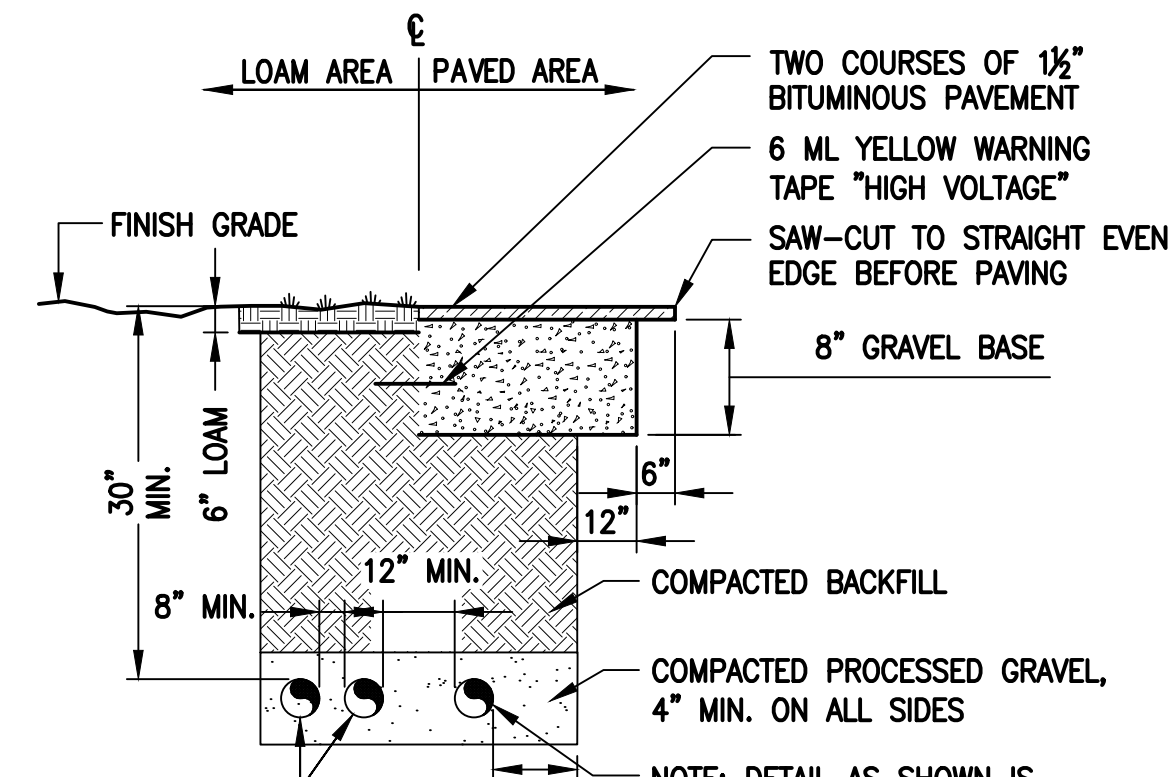 ℄
LOAM AREA
PAVED AREA
TWO COURSES OF 1½"
BITUMINOUS PAVEMENT
6 ML YELLOW WARNING
TAPE "HIGH VOLTAGE"
SAW-CUT TO STRAIGHT EVEN
EDGE BEFORE PAVING
FINISH GRADE
8" GRAVEL BASE
30"
MIN.
6" LOAM
6"
12"
12" MIN.
8" MIN.
COMPACTED BACKFILL
COMPACTED PROCESSED GRAVEL,
4" MIN. ON ALL SIDES
NOTE: DETAIL AS SHOWN IS